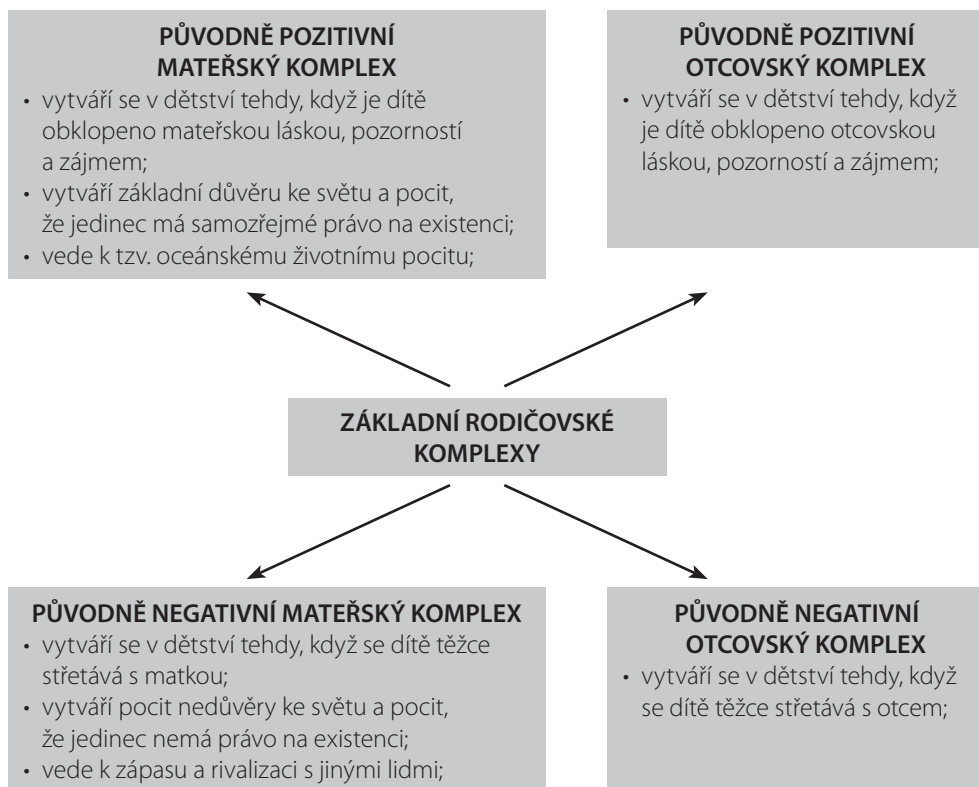 PŮVODNĚ POZITIVNÍ
MATEŘSKÝ KOMPLEX
• vytváří se v dětství tehdy, když je dítě
obklopeno mateřskou láskou, pozorností
a zájmem;
• vytváří základní důvěru ke světu a pocit,
že jedinec má samozřejmé právo na existenci;
• vede k tzv. oceánskému životnímu pocitu;
PŮVODNĚ POZITIVNÍ
OTCOVSKÝ KOMPLEX
• vytváří se v dětství tehdy, když
je dítě obklopeno otcovskou
láskou, pozorností a zájmem;
ZÁKLADNÍ RODIČOVSKÉ
KOMPLEXY
PŮVODNĚ NEGATIVNÍ MATEŘSKÝ KOMPLEX
• vytváří se v dětství tehdy, když se dítě těžce
střetává s matkou;
• vytváří pocit nedůvěry ke světu a pocit,
že jedinec nemá právo na existenci;
• vede k zápasu a rivalizaci s jinými lidmi;
PŮVODNĚ NEGATIVNÍ
OTCOVSKÝ KOMPLEX
• vytváří se v dětství tehdy, když
se dítě těžce střetává s otcem;